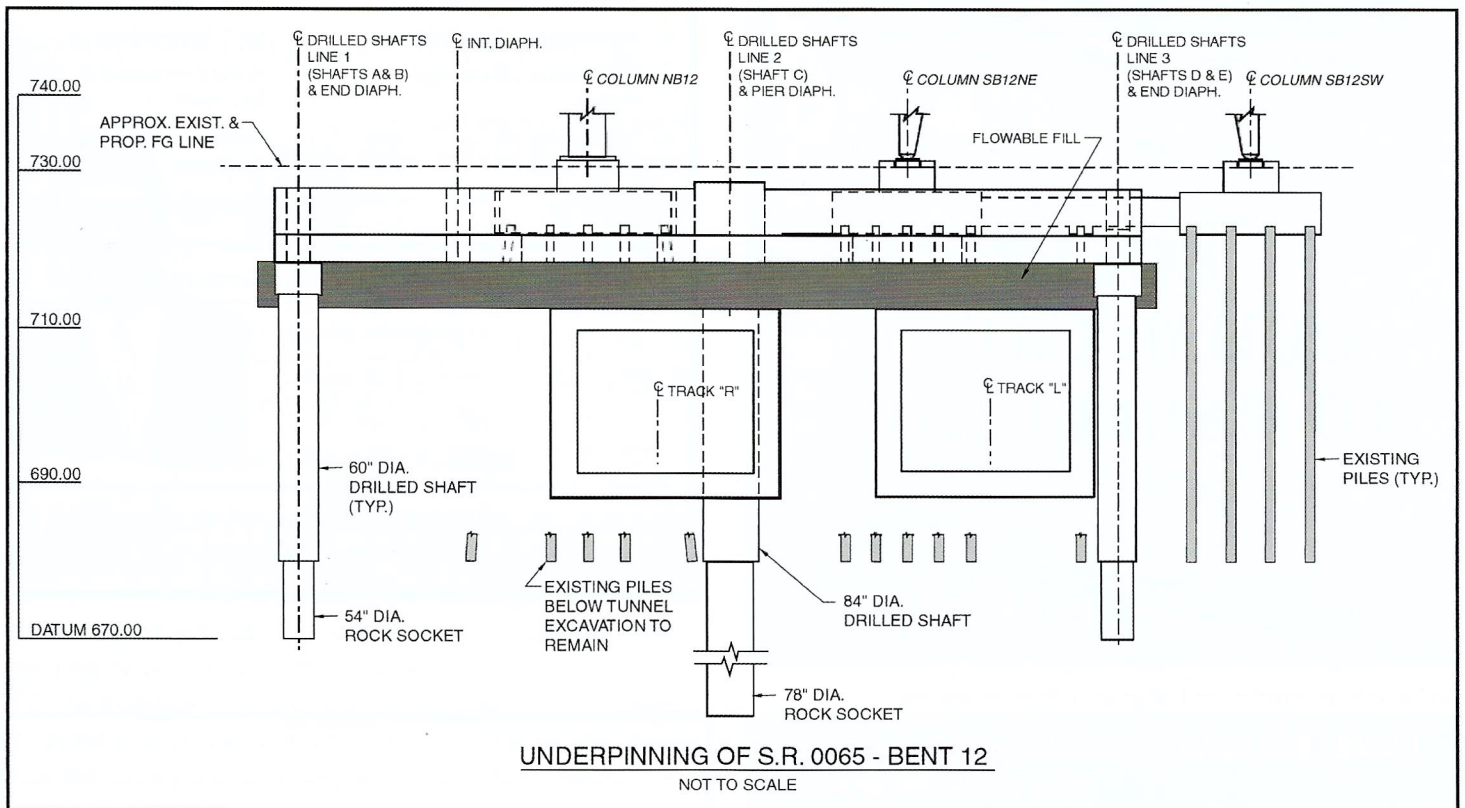 ℄ DRILLED SHAFTS
LINE 1
(SHAFTS A& B)
& END DIAPH.
℄ INT. DIAPH.
℄ COLUMN NB12
℄ DRILLED SHAFTS
LINE 2
(SHAFT C)
& PIER DIAPH.
℄ COLUMN SB12NE
℄ DRILLED SHAFTS
LINE 3
(SHAFTS D & E)
& END DIAPH.
℄ COLUMN SB12SW
740.00
APPROX. EXIST. &
PROP. FG LINE
FLOWABLE FILL
730.00
710.00
℄ TRACK "R"
℄ TRACK "L"
690.00
60" DIA.
DRILLED SHAFT
(TYP.)
EXISTING
PILES (TYP.)
EXISTING PILES
BELOW TUNNEL
EXCAVATION TO
REMAIN
84" DIA.
DRILLED SHAFT
54" DIA.
ROCK SOCKET
DATUM 670.00
78" DIA.
ROCK SOCKET
UNDERPINNING OF S.R. 0065 - BENT 12
NOT TO SCALE